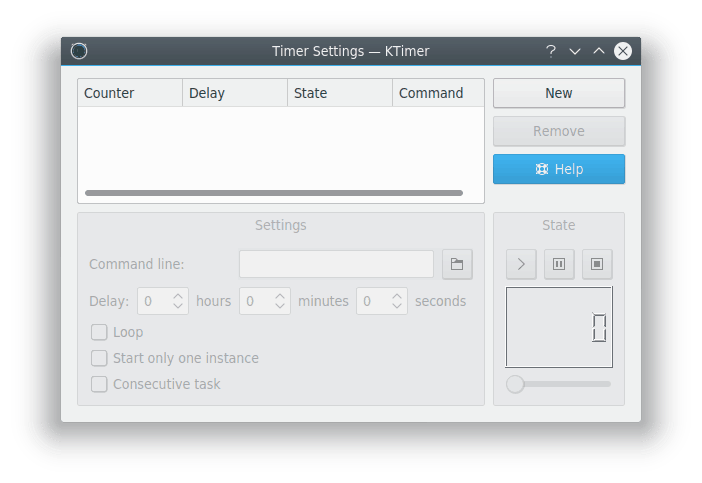 Timer Settings — KTimer ?
Counter Delay State Command
New
Remove
Help
Settings
State
Command line:
Delay: 0 hours 0 minutes 0 seconds
0
Loop
Start only one instance
Consecutive task